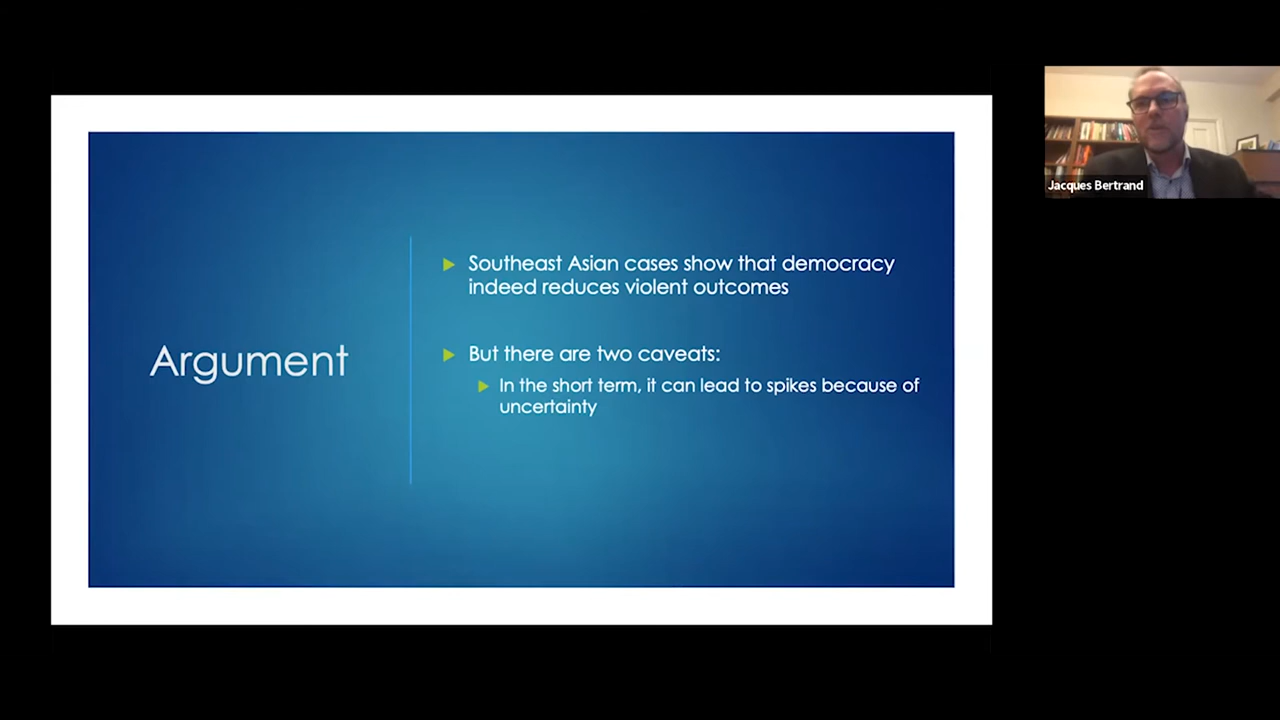 Argument
Southeast Asian cases show that democracy
indeed reduces violent outcomes
But there are two caveats:
In the short term, it can lead to spikes because of
uncertainty
Jacques Bertrand